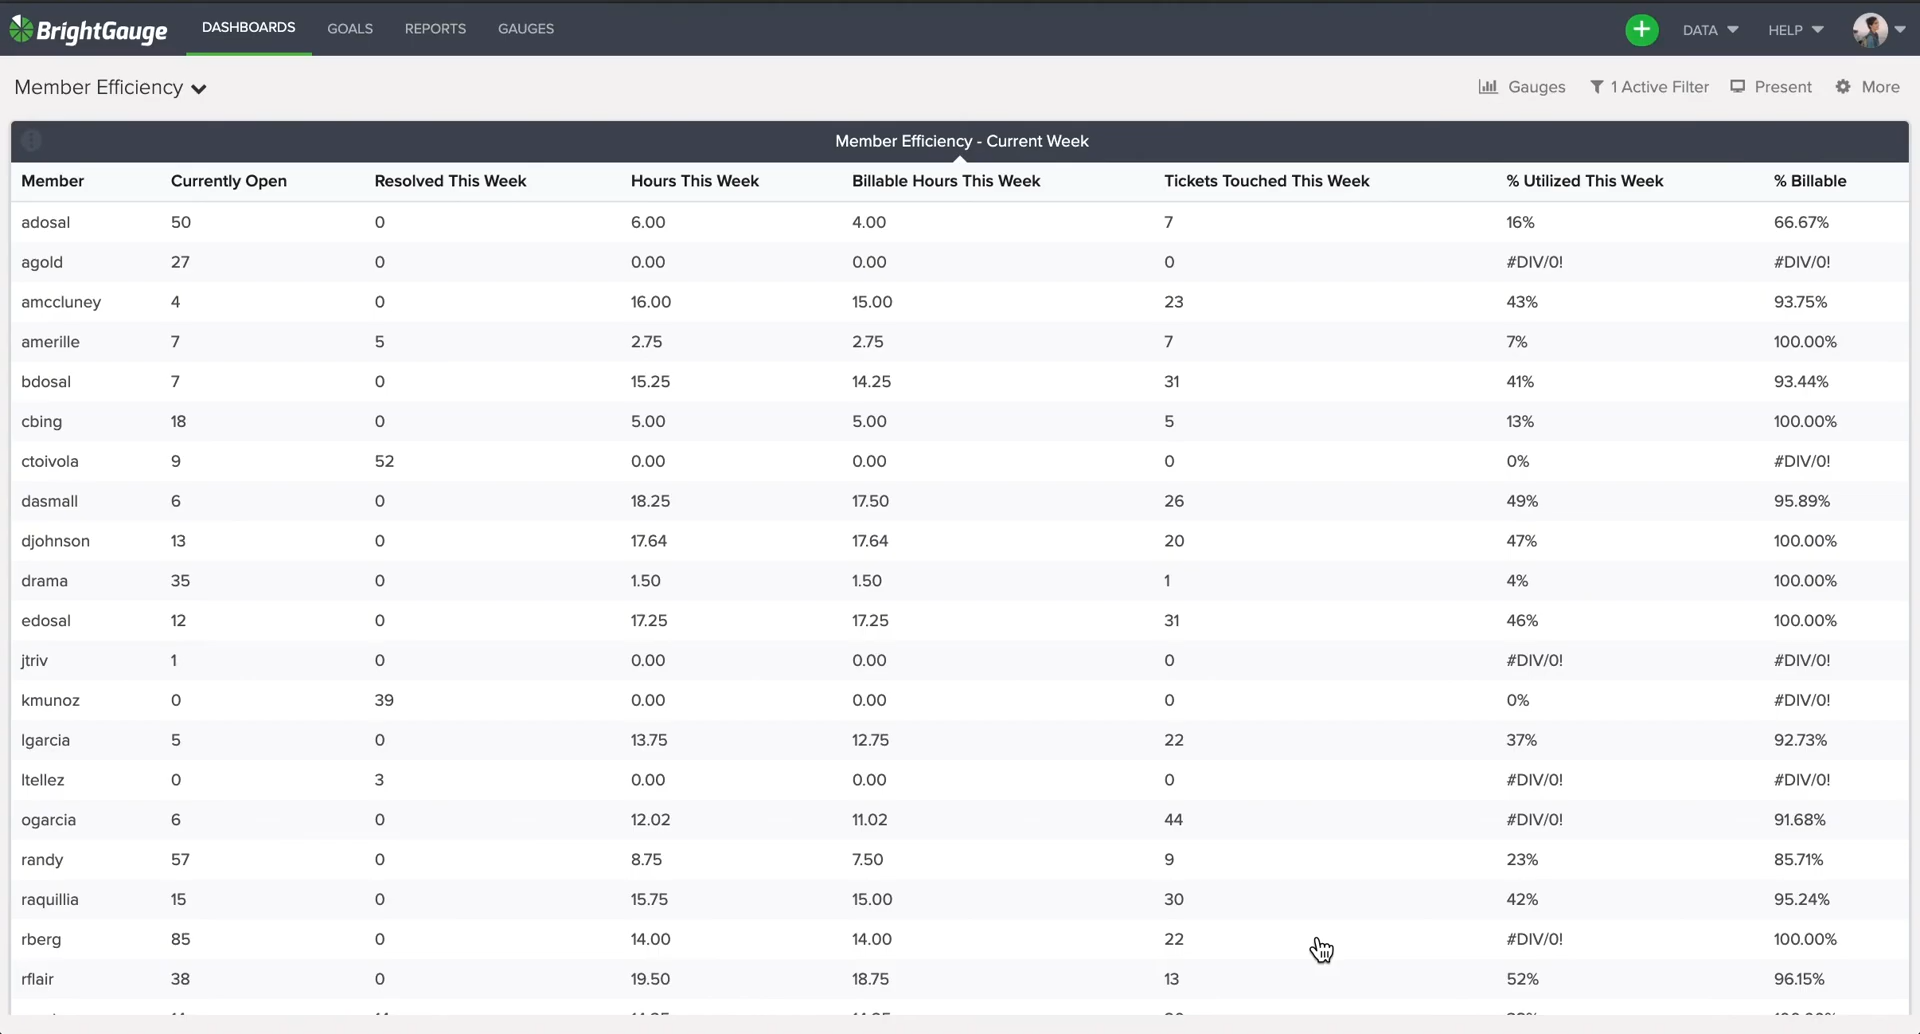 BrightGauge DASHBOARDS GOALS REPORTS GAUGES DATA HELP
Member Efficiency Gauges 1 Active Filter Present More
Member Efficiency - Current Week
Member Currently Open Resolved This Week Hours This Week Billable Hours This Week Tickets Touched This Week % Utilized This Week % Billable
adosal 50 0 6.00 4.00 7 16% 66.67%
agold 27 0 0.00 0.00 0 #DIV/0! #DIV/0!
amccluney 4 0 16.00 15.00 23 43% 93.75%
amerille 7 5 2.75 2.75 7 7% 100.00%
bdosal 7 0 15.25 14.25 31 41% 93.44%
cbing 18 0 5.00 5.00 5 13% 100.00%
ctoivola 9 52 0.00 0.00 0 0% #DIV/0!
dasmall 6 0 18.25 17.50 26 49% 95.89%
djohnson 13 0 17.64 17.64 20 47% 100.00%
drama 35 0 1.50 1.50 1 4% 100.00%
edosal 12 0 17.25 17.25 31 46% 100.00%
jtriv 1 0 0.00 0.00 0 #DIV/0! #DIV/0!
kmunoz 0 39 0.00 0.00 0 0% #DIV/0!
lgarcia 5 0 13.75 12.75 22 37% 92.73%
ltellez 0 3 0.00 0.00 0 #DIV/0! #DIV/0!
ogarcia 6 0 12.02 11.02 44 #DIV/0! 91.68%
randy 57 0 8.75 7.50 9 23% 85.71%
raquillia 15 0 15.75 15.00 30 42% 95.24%
rberg 85 0 14.00 14.00 22 #DIV/0! 100.00%
rflair 38 0 19.50 18.75 13 52% 96.15%